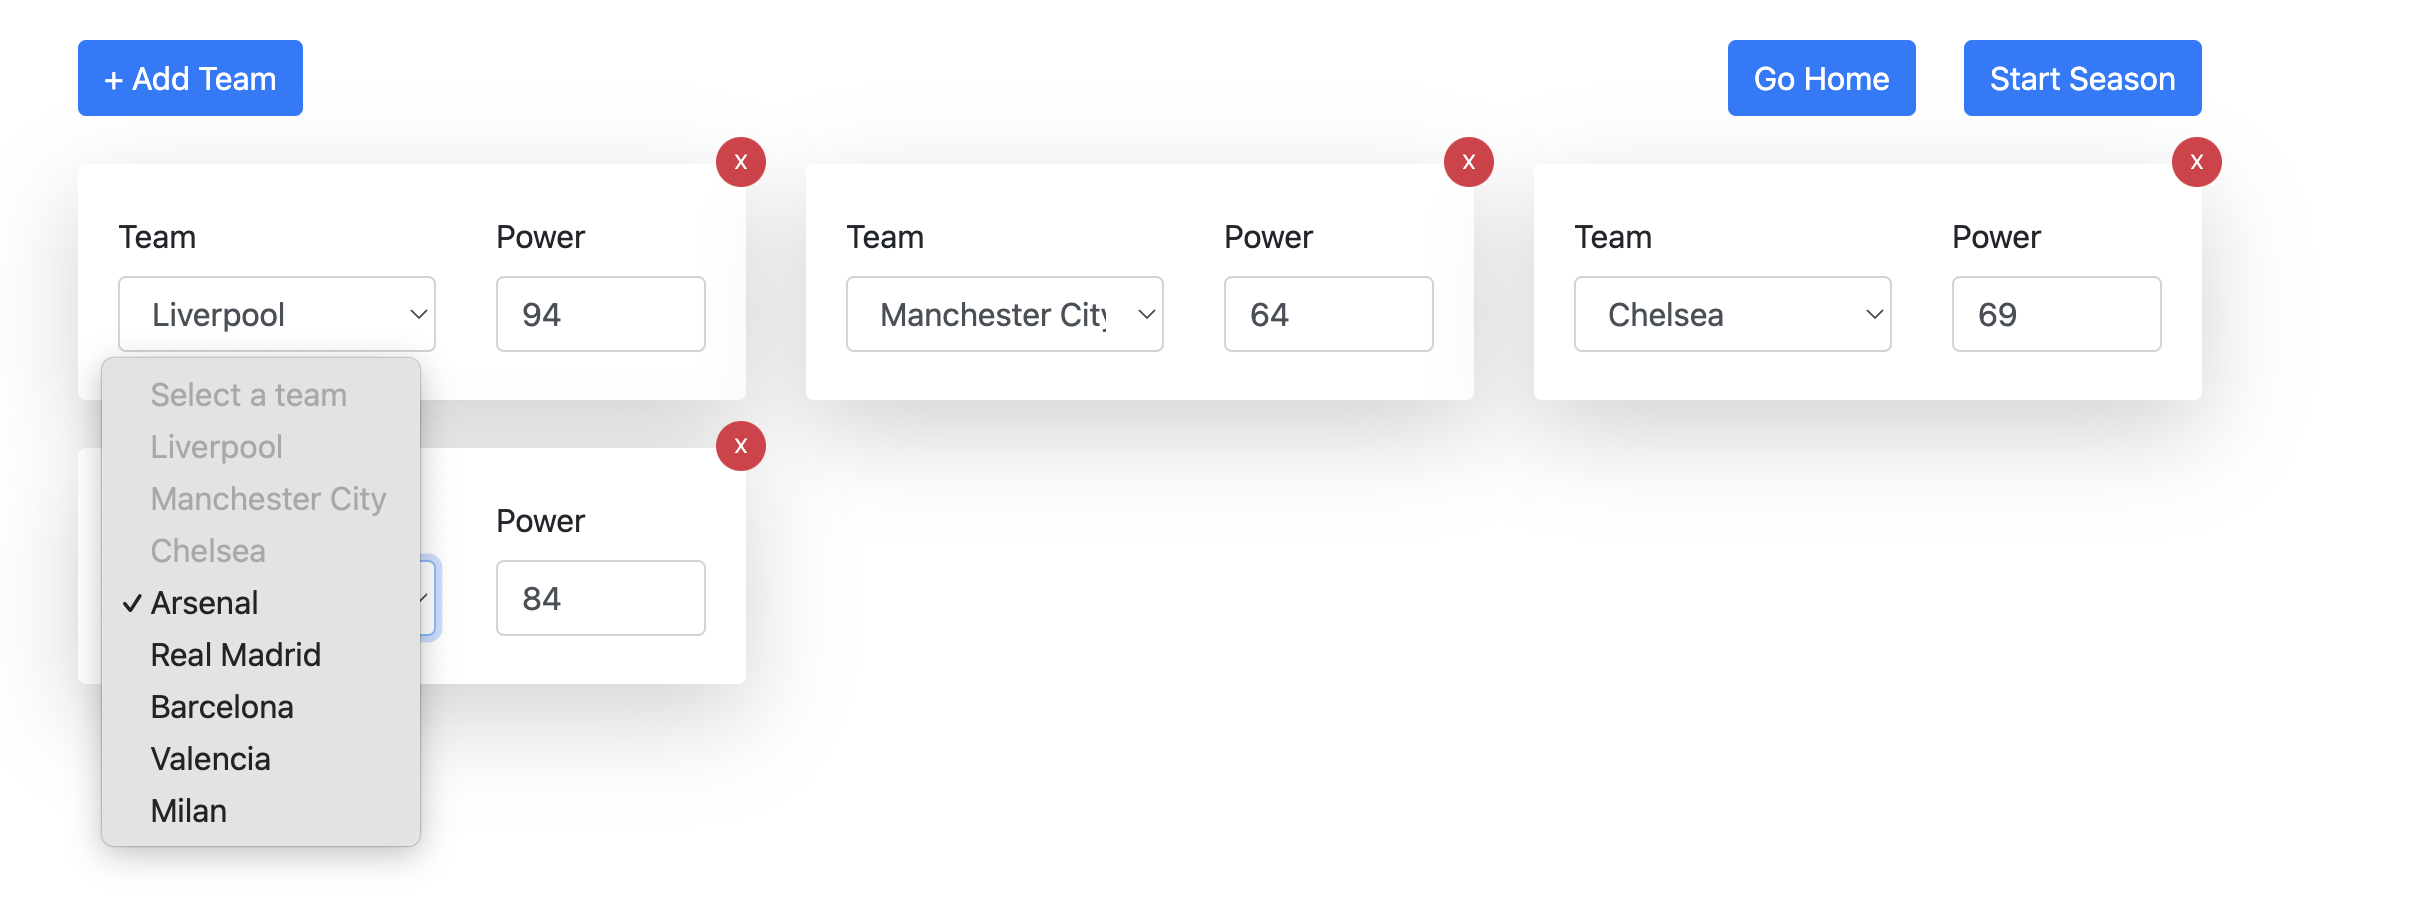 + Add Team
Go Home
Start Season
x
x
x
Team
Power
Team
Power
Team
Power
Liverpool
94
Manchester City
64
Chelsea
69
Select a team
Liverpool
Manchester City
Chelsea
✓ Arsenal
Real Madrid
Barcelona
Valencia
Milan
x
Power
84